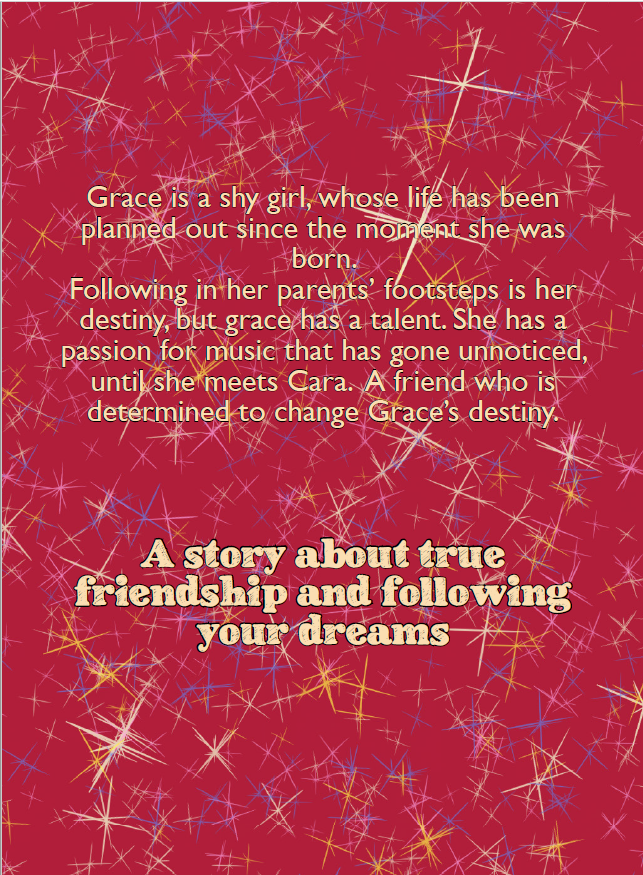 Grace is a shy girl, whose life has been
planned out since the moment she was
born.
Following in her parents’ footsteps is her
destiny, but grace has a talent. She has a
passion for music that has gone unnoticed,
until she meets Cara.  A friend who is
determined to change Grace’s destiny.
A story about true
friendship and following
your dreams